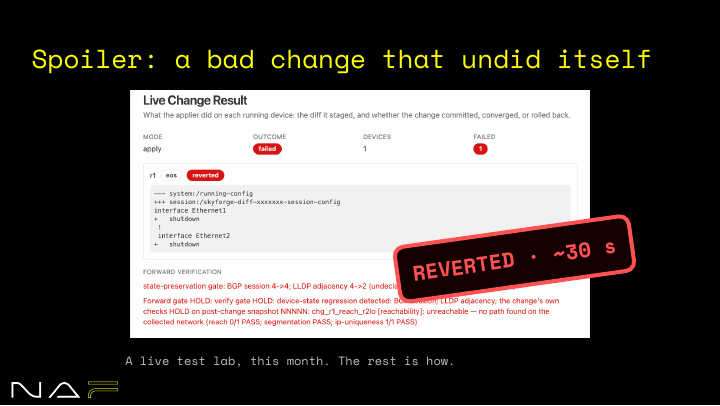 Spoiler: a bad change that undid itself
Live Change Result
What the applier did on each running device: the diff it staged, and whether the change committed, converged, or rolled back.
MODE OUTCOME DEVICES FAILED
apply failed 1 1
r1 eos reverted
--- system:/running-config
+++ session:/skyforge-diff-xxxxxxx-session-config
interface Ethernet1
+ shutdown
!
interface Ethernet2
+ shutdown
REVERTED · ~30 s
FORWARD VERIFICATION
state-preservation gate: BGP session 4->4; LLDP adjacency 4->2
Forward gate HOLD: verify gate HOLD: device-state regression detected: LLDP adjacency; the change's own
checks HOLD on post-change snapshot NNNNN: chg_r1_reach_r2lo [reachability]: unreachable — no path found on the
collected network (reach 0/1 PASS; segmentation PASS; ip-uniqueness 1/1 PASS)
A live test lab, this month. The rest is how.
NAF